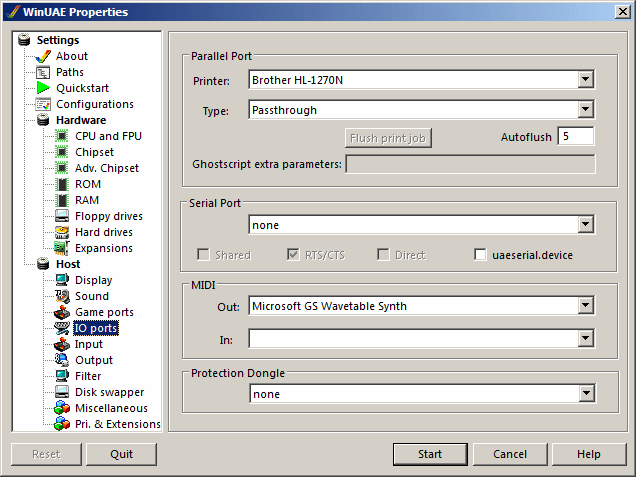 WinUAE Properties
Settings
About
Paths
Quickstart
Configurations
Hardware
CPU and FPU
Chipset
Adv. Chipset
ROM
RAM
Floppy drives
Hard drives
Expansions
Host
Display
Sound
Game ports
IO ports
Input
Output
Filter
Disk swapper
Miscellaneous
Pri. & Extensions
Parallel Port
Printer: Brother HL-1270N
Type: Passthrough
Flush print job Autoflush 5
Ghostscript extra parameters:
Serial Port
none
Shared RTS/CTS Direct uaeserial.device
MIDI
Out: Microsoft GS Wavetable Synth
In:
Protection Dongle
none
Reset Quit Start Cancel Help